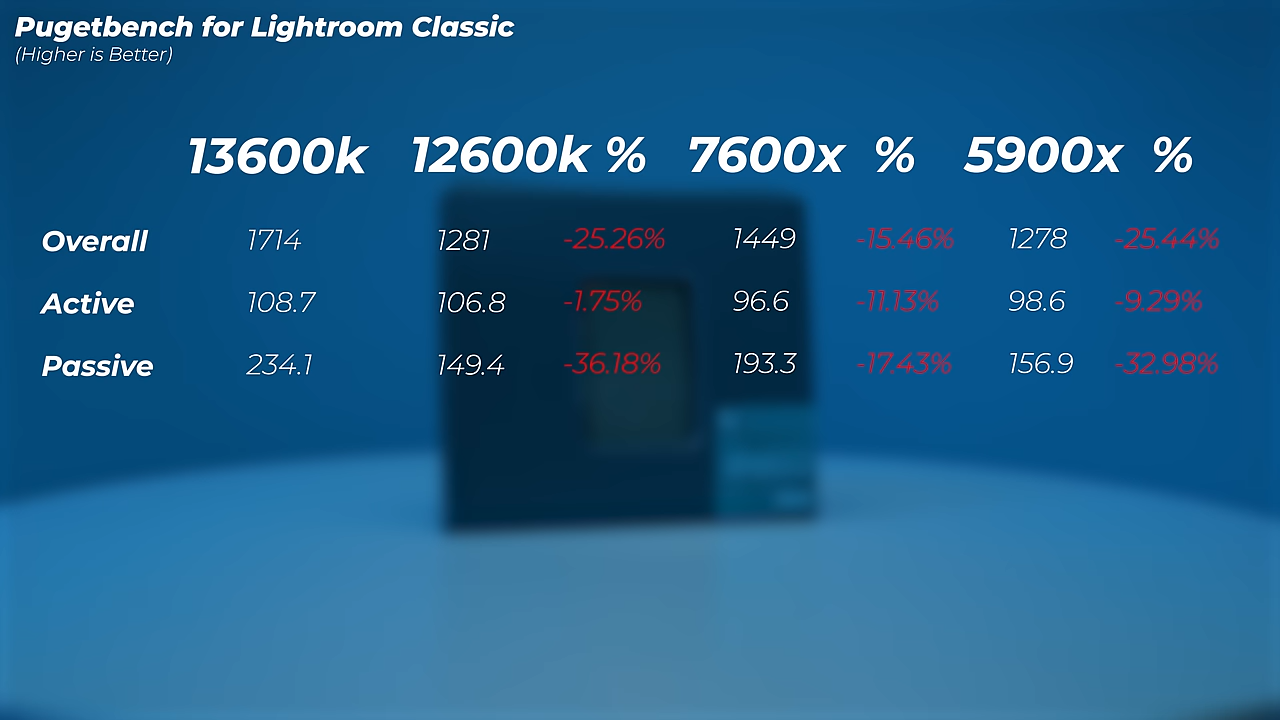 Pugetbench for Lightroom Classic
(Higher is Better)
13600k 12600k % 7600x % 5900x %
Overall 1714 1281 -25.26% 1449 -15.46% 1278 -25.44%
Active 108.7 106.8 -1.75% 96.6 -11.13% 98.6 -9.29%
Passive 234.1 149.4 -36.18% 193.3 -17.43% 156.9 -32.98%